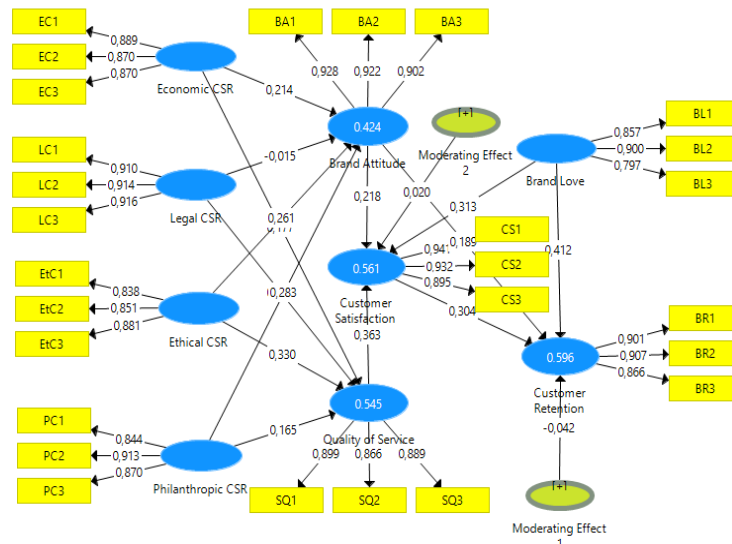 EC1
EC2
EC3
0,889
0,870
0,870
Economic CSR
LC1
LC2
LC3
0,910
0,914
0,916
Legal CSR
EtC1
EtC2
EtC3
0,838
0,851
0,881
Ethical CSR
PC1
PC2
PC3
0,844
0,913
0,870
Philanthropic CSR
BA1
BA2
BA3
0,928
0,922
0,902
0,214
-0,015
0,261
0,283
0,330
0,165
0.424
Brand Attitude
0,218
0,020
[+]
Moderating Effect
2
0,313
0,189
0.561
Customer
Satisfaction
0,932
0,895
CS1
CS2
CS3
0,363
0,304
0.545
Quality of Service
0,899
0,866
0,889
SQ1
SQ2
SQ3
Brand Love
0,857
0,900
0,797
BL1
BL2
BL3
0,412
0.596
Customer
Retention
0,901
0,907
0,866
BR1
BR2
BR3
-0,042
[+]
Moderating Effect
1